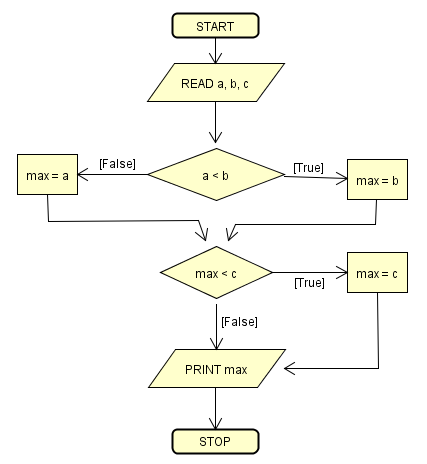 START
READ a, b, c
[False]
[True]
max = a
a < b
max = b
max < c
max = c
[True]
[False]
PRINT max
STOP